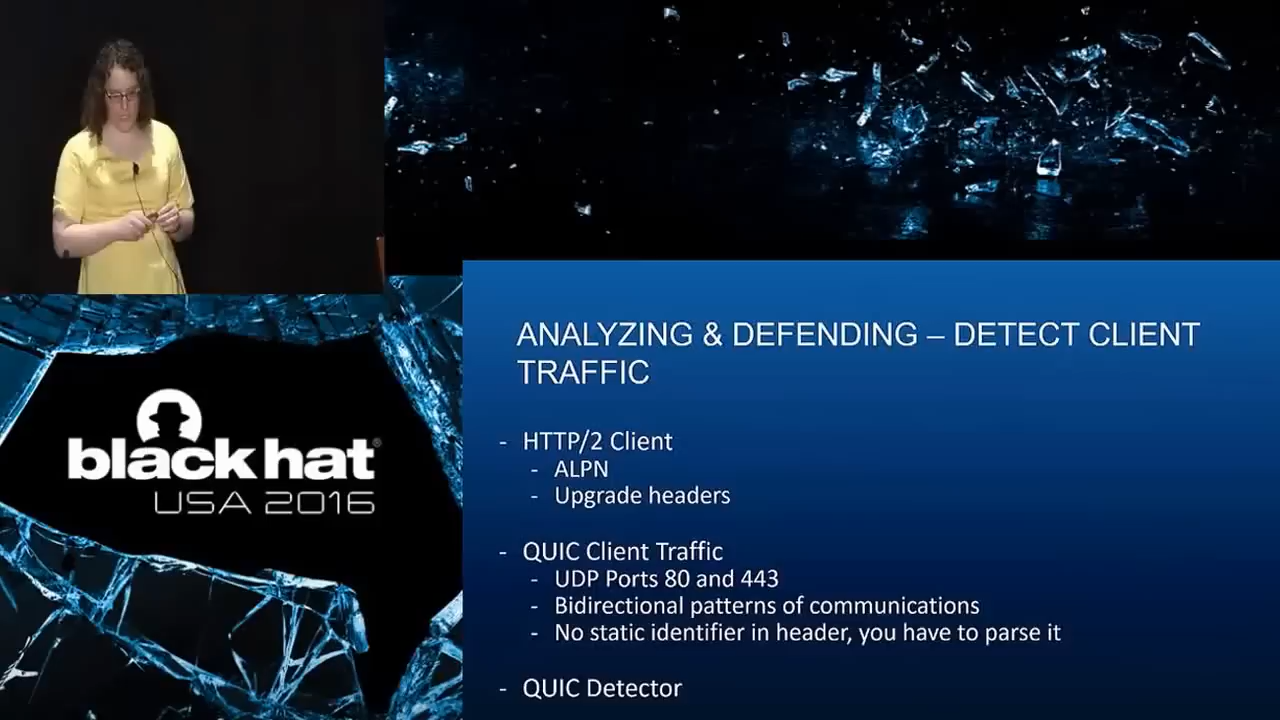 black hat®
USA 2016
ANALYZING & DEFENDING – DETECT CLIENT
TRAFFIC
- HTTP/2 Client
- ALPN
- Upgrade headers
- QUIC Client Traffic
- UDP Ports 80 and 443
- Bidirectional patterns of communications
- No static identifier in header, you have to parse it
- QUIC Detector